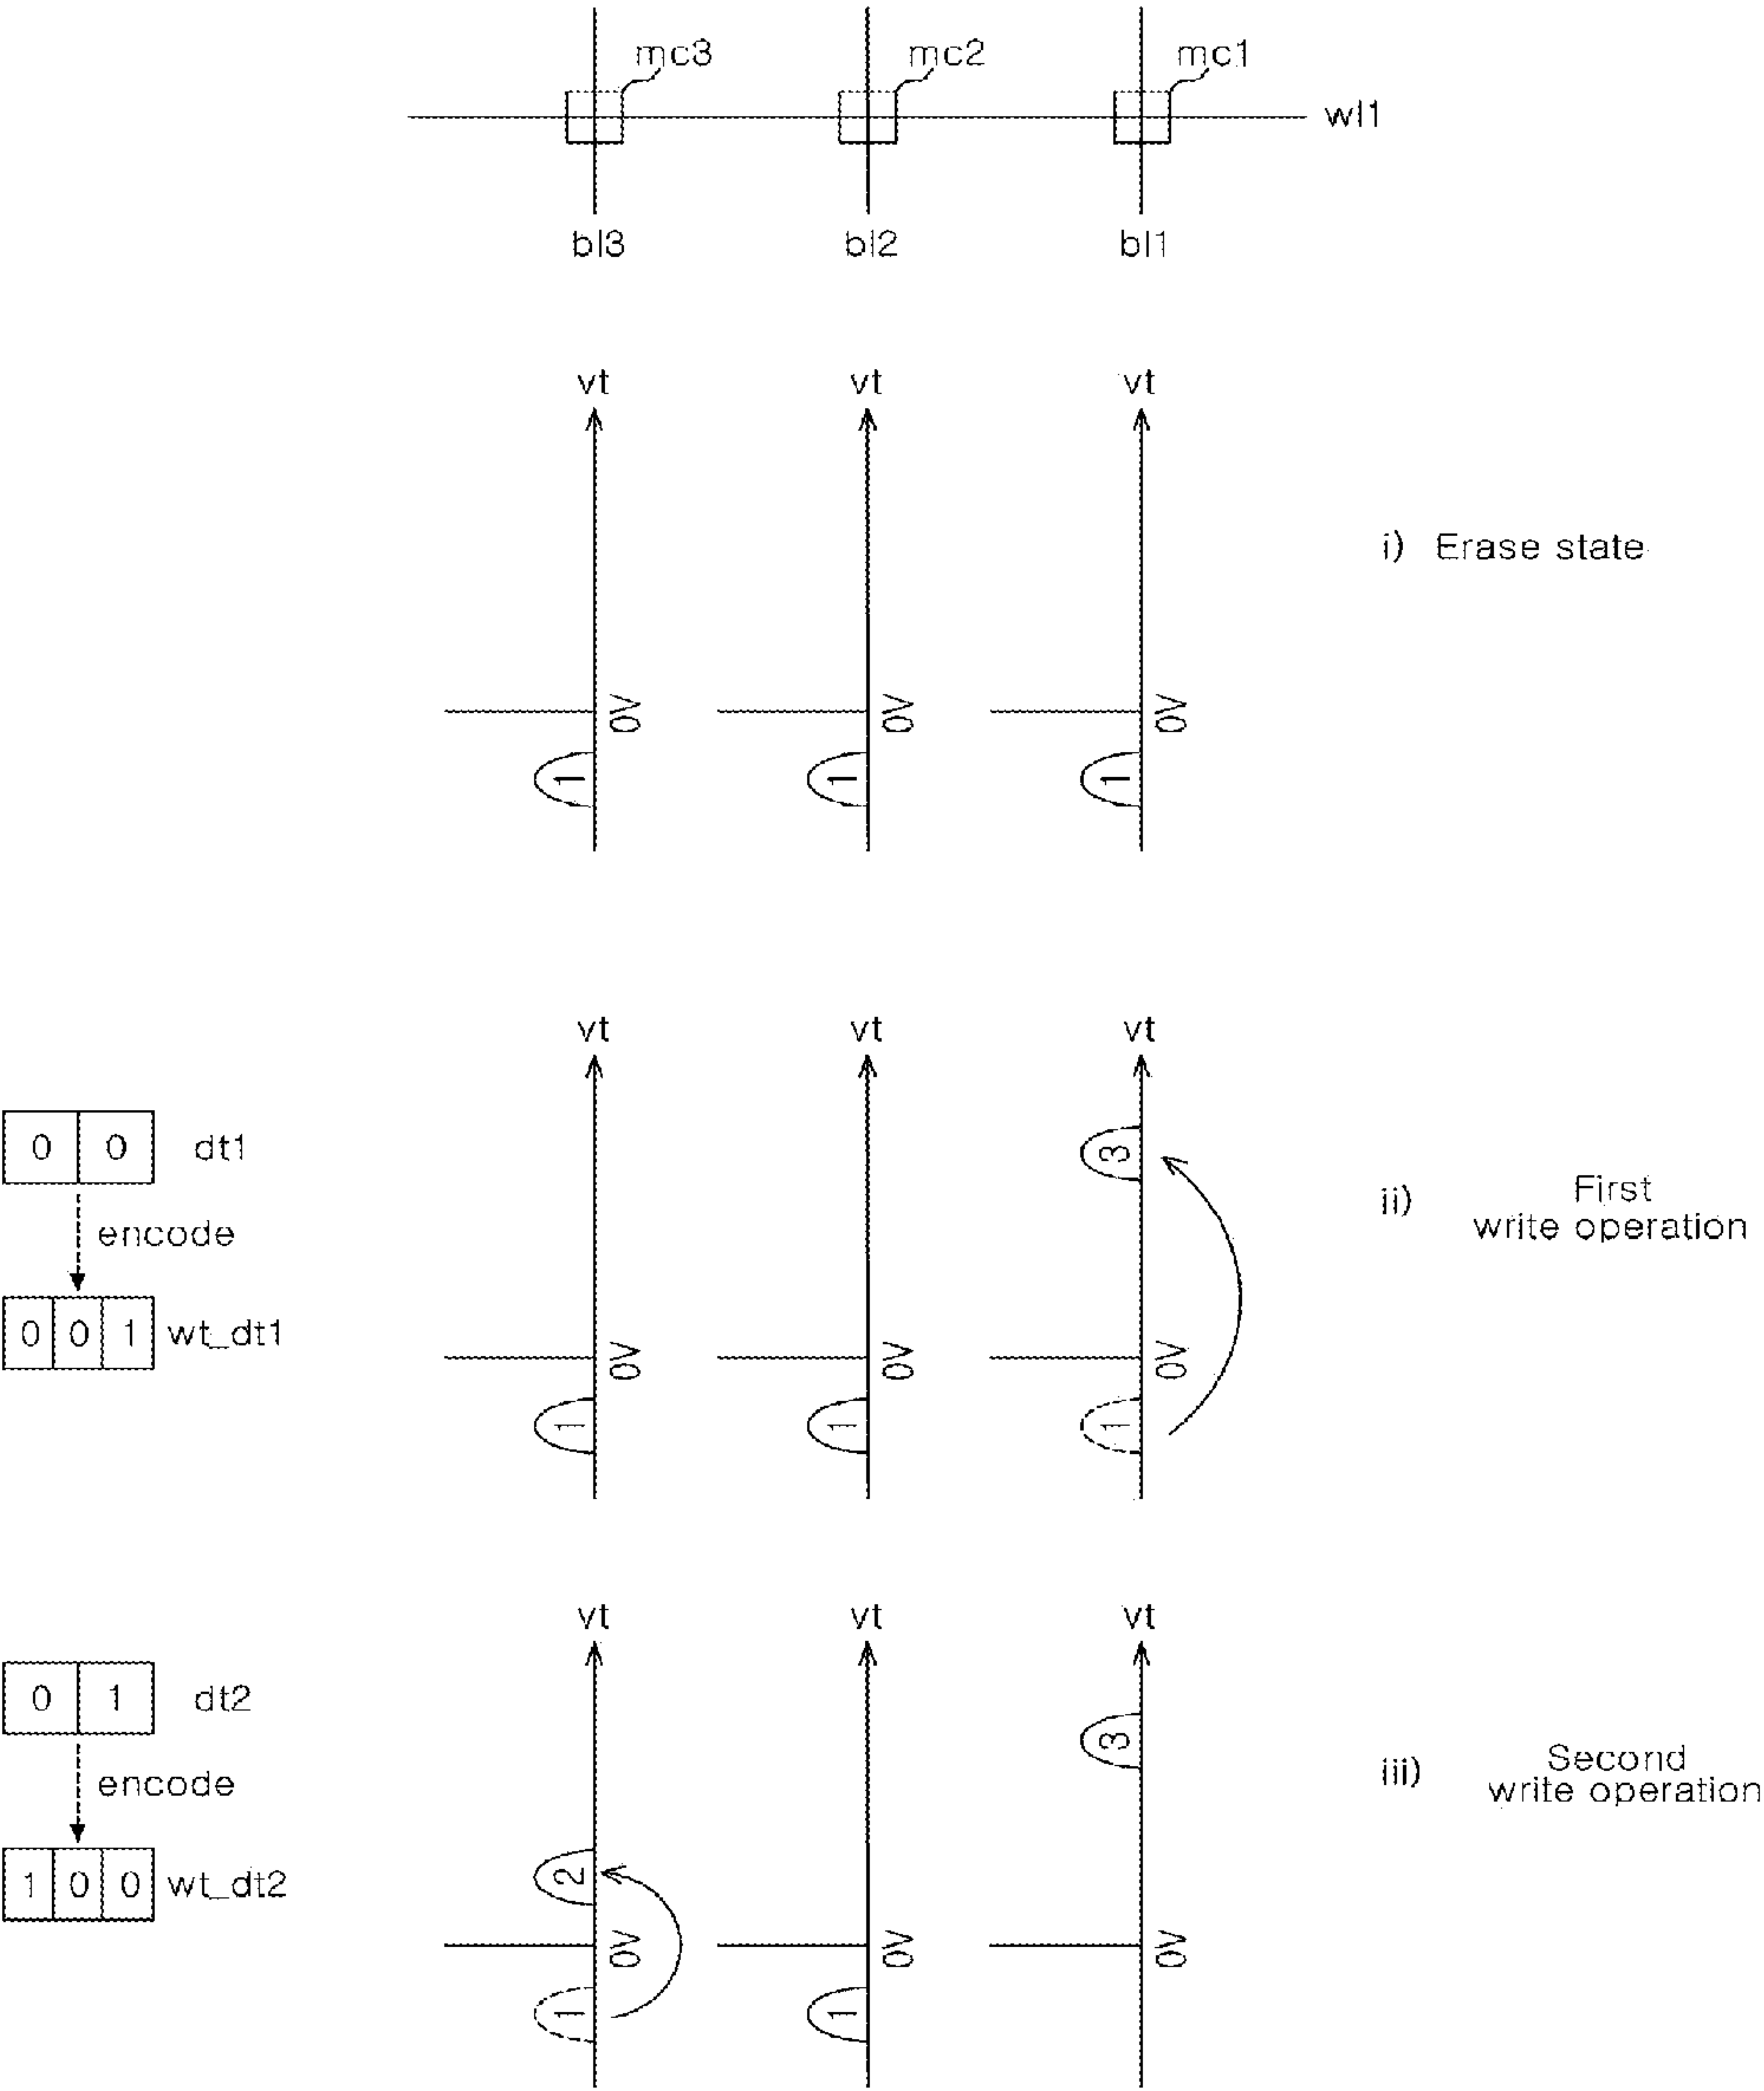 mc3 mc2 mc1
wl1
bl3 bl2 bl1
vt vt vt
i) Erase state
0V 0V 0V
1 1 1
vt vt vt
0 0 dt1
3
ii) First
write operation
encode
0 0 1 wt_dt1
0V 0V 0V
1 1 1
vt vt vt
0 1 dt2
3
iii) Second
write operation
encode
1 0 0 wt_dt2
2
0V 0V 0V
1 1